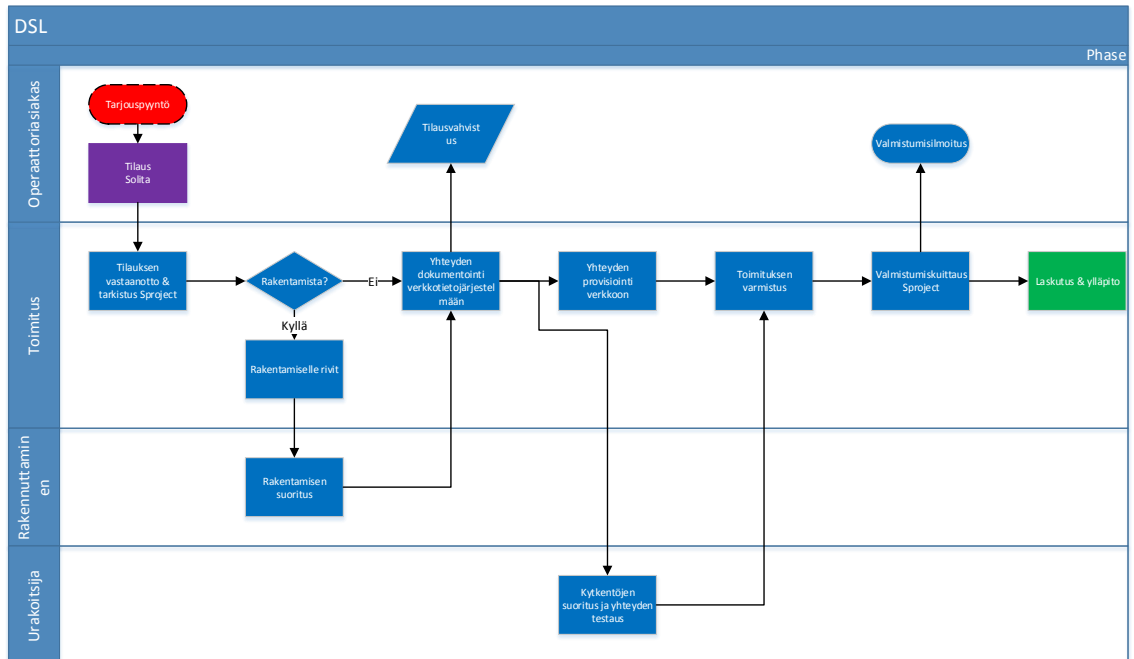 DSL
Phase
Operaattoriasiakas
Tarjouspyyntö
Tilaus
Solita
Tilausvahvist
us
Valmistumisilmoitus
Toimitus
Tilauksen
vastaanotto &
tarkistus Sproject
Rakentamista?
Ei
Kyllä
Yhteyden
dokumentointi
verkkotietojärjestel
mään
Yhteyden
provisiointi
verkkoon
Toimituksen
varmistus
Valmistumiskuittaus
Sproject
Laskutus & ylläpito
Rakentamiselle rivit
Rakennuttamin
en
Rakentamisen
suoritus
Urakoitsija
Kytkentöjen
suoritus ja yhteyden
testaus